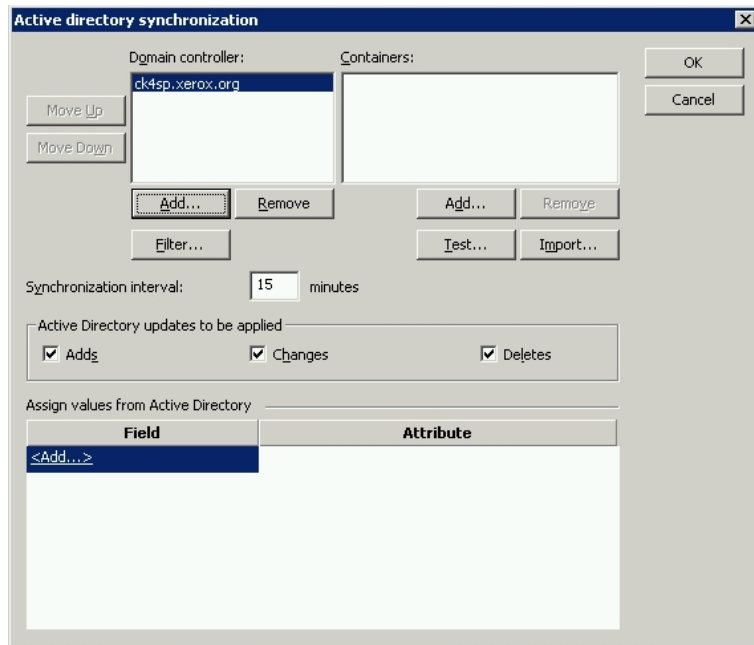 Active directory synchronization
Domain controller: Containers:
OK
ck4sp.xerox.org
Cancel
Move Up
Move Down
Add... Remove Add... Remove
Filter... Test... Import...
Synchronization interval: 15 minutes
Active Directory updates to be applied
Adds Changes Deletes
Assign values from Active Directory
Field Attribute
<Add...>